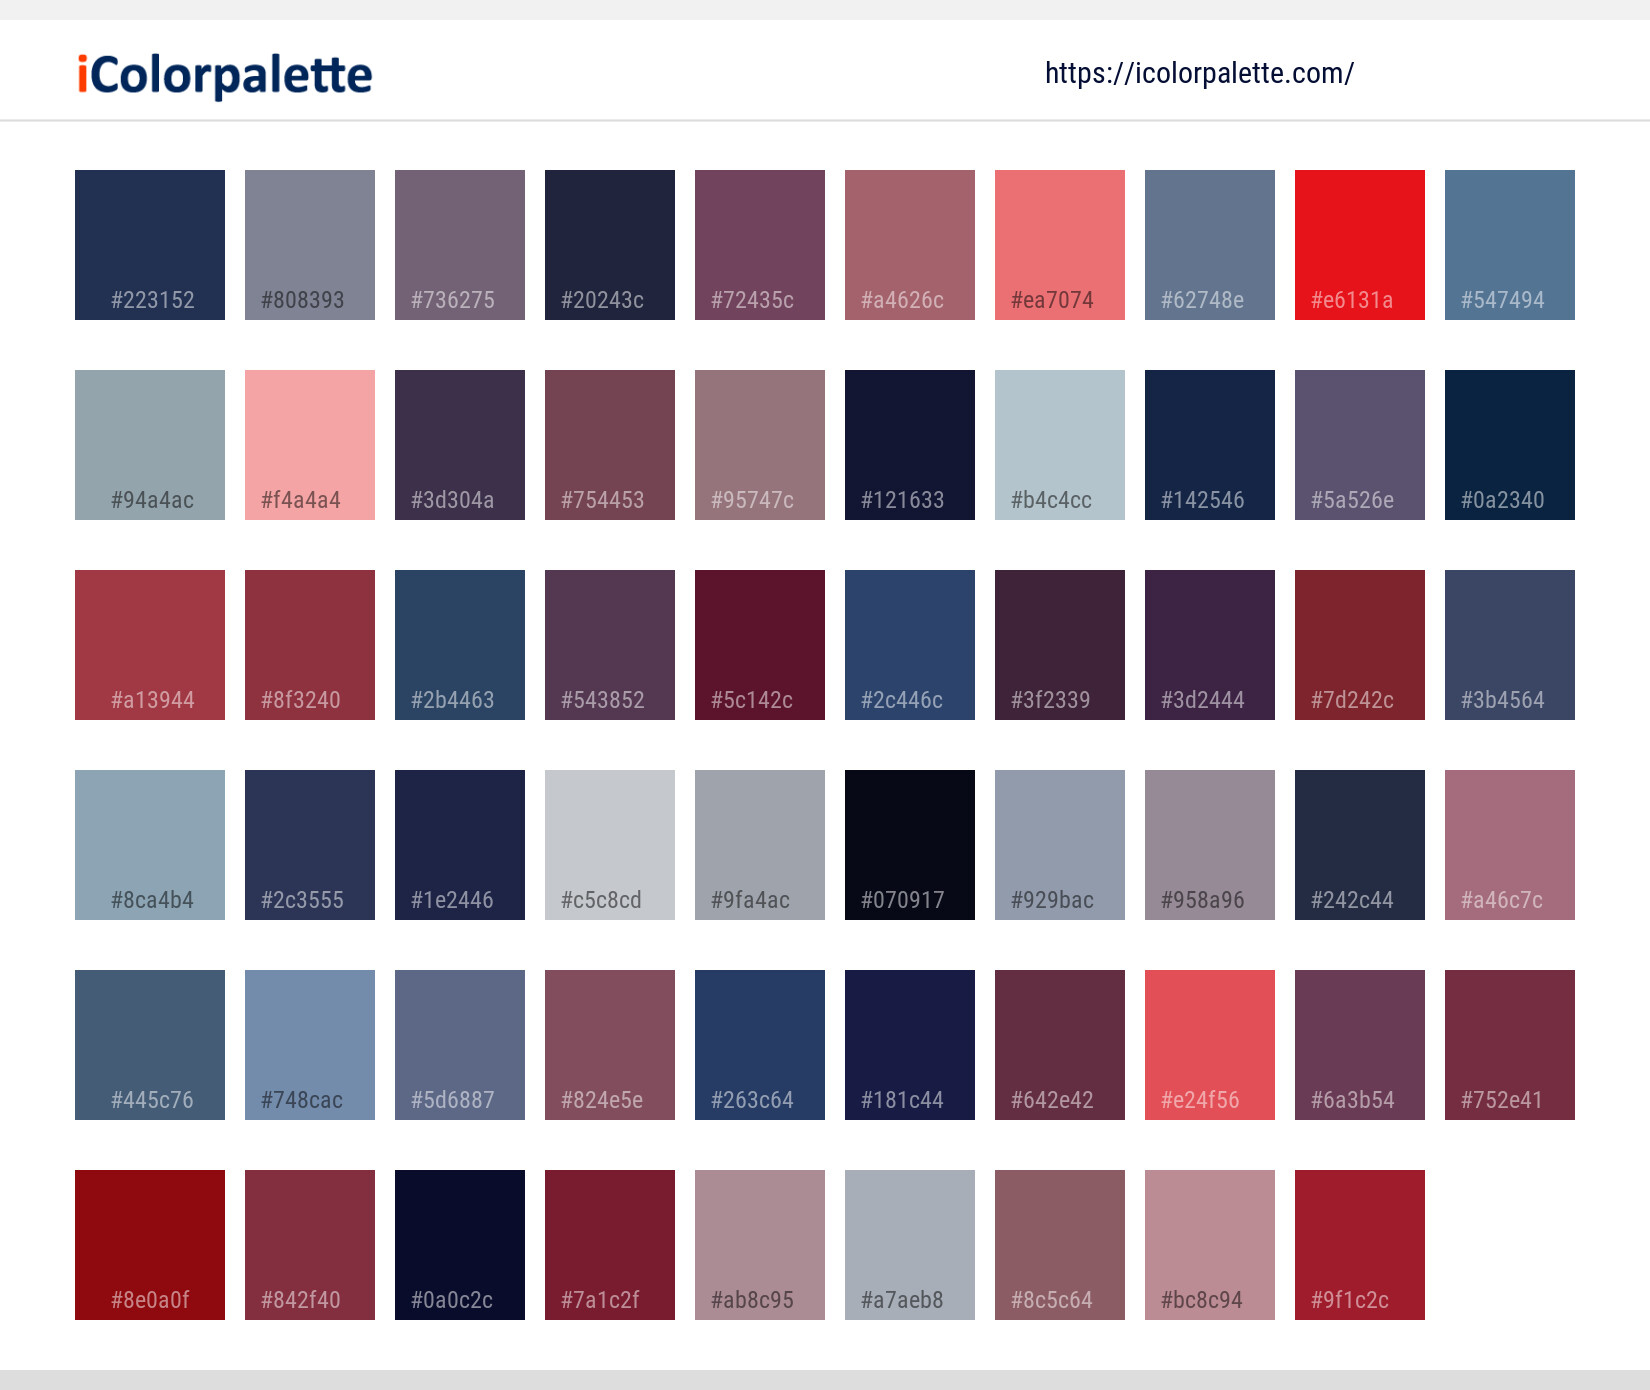 iColorpalette
https://icolorpalette.com/
#223152 #808393 #736275 #20243c #72435c #a4626c #ea7074 #62748e #e6131a #547494
#94a4ac #f4a4a4 #3d304a #754453 #95747c #121633 #b4c4cc #142546 #5a526e #0a2340
#a13944 #8f3240 #2b4463 #543852 #5c142c #2c446c #3f2339 #3d2444 #7d242c #3b4564
#8ca4b4 #2c3555 #1e2446 #c5c8cd #9fa4ac #070917 #929bac #958a96 #242c44 #a46c7c
#445c76 #748cac #5d6887 #824e5e #263c64 #181c44 #642e42 #e24f56 #6a3b54 #752e41
#8e0a0f #842f40 #0a0c2c #7a1c2f #ab8c95 #a7aeb8 #8c5c64 #bc8c94 #9f1c2c